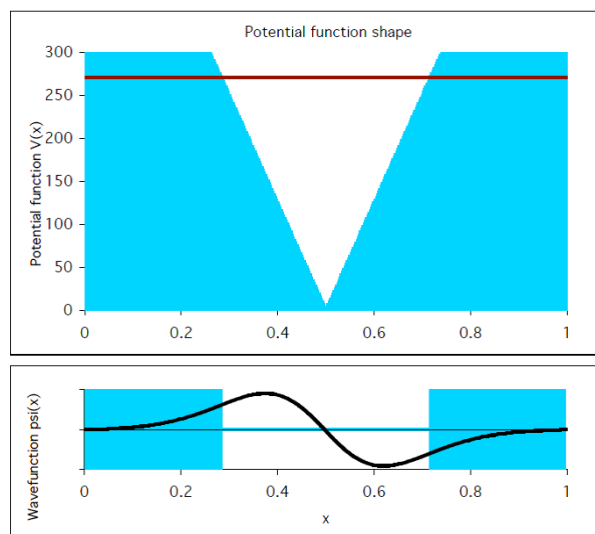 Potential function shape
Potential function V(x)
300
250
200
150
100
50
0
0 0.2 0.4 0.6 0.8 1
Wavefunction psi(x)
0 0.2 0.4 0.6 0.8 1
x